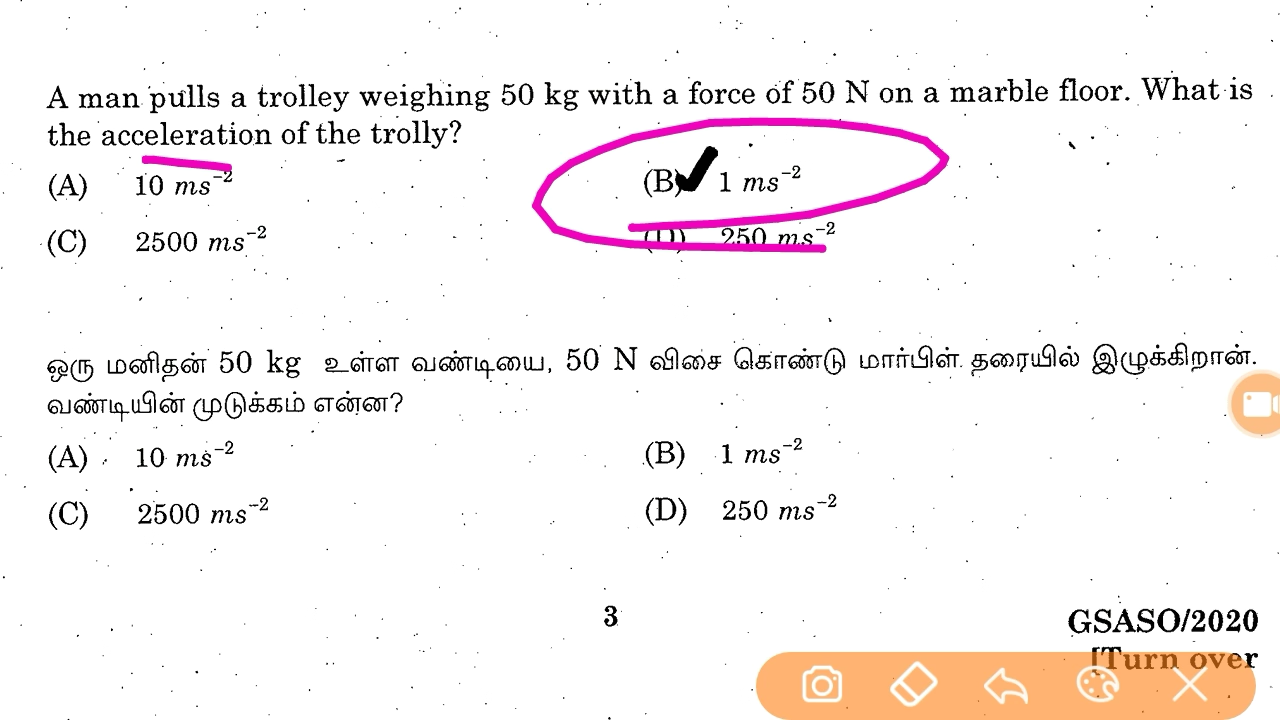 A man pulls a trolley weighing 50 kg with a force of 50 N on a marble floor. What is
the acceleration of the trolly?
(A) 10 ms⁻² (B) 1 ms⁻²
(C) 2500 ms⁻² (D) 250 ms⁻²
ஒரு மனிதன் 50 kg உள்ள வண்டியை, 50 N விசை கொண்டு மார்பிள் தரையில் இழுக்கிறான்.
வண்டியின் முடுக்கம் என்ன?
(A) 10 ms⁻² (B) 1 ms⁻²
(C) 2500 ms⁻² (D) 250 ms⁻²
3
GSASO/2020
[Turn over